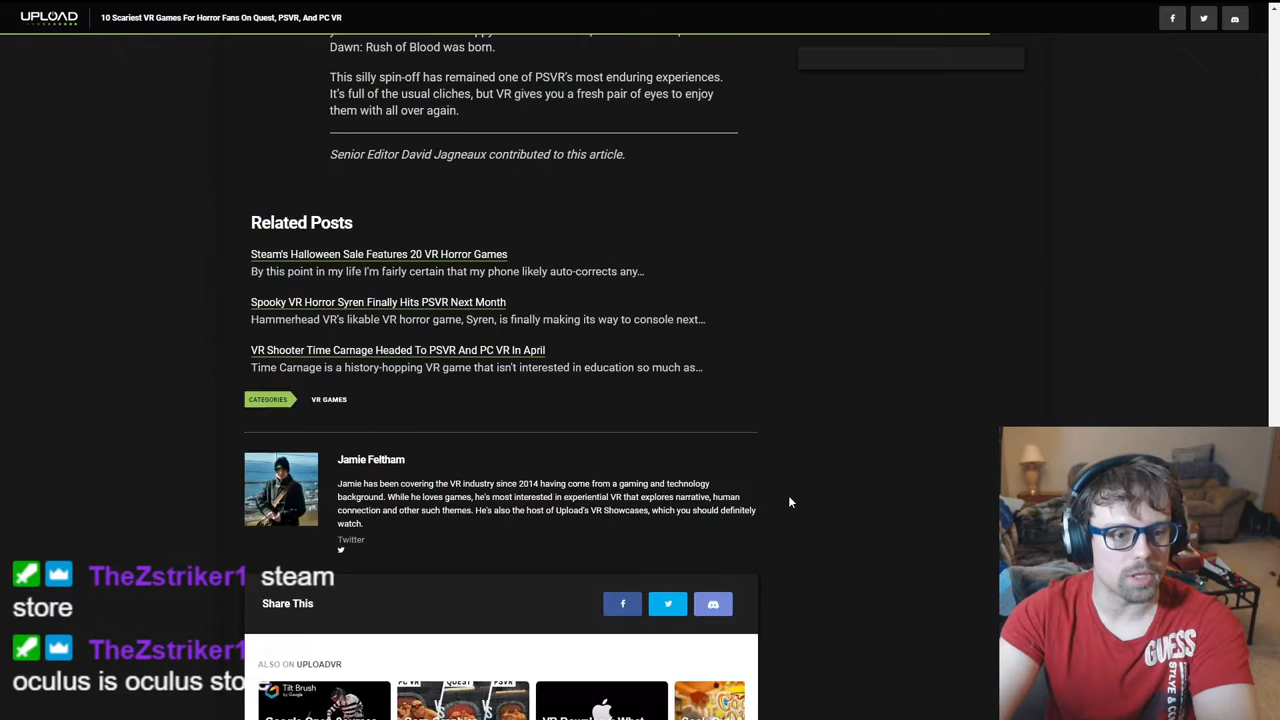 UPLOAD
10 Scariest VR Games For Horror Fans On Quest, PSVR, And PC VR
Dawn: Rush of Blood was born.
This silly spin-off has remained one of PSVR's most enduring experiences.
It's full of the usual cliches, but VR gives you a fresh pair of eyes to enjoy
them with all over again.
Senior Editor David Jagneaux contributed to this article.
Related Posts
Steam's Halloween Sale Features 20 VR Horror Games
By this point in my life I'm fairly certain that my phone likely auto-corrects any...
Spooky VR Horror Syren Finally Hits PSVR Next Month
Hammerhead VR's likable VR horror game, Syren, is finally making its way to console next...
VR Shooter Time Carnage Headed To PSVR And PC VR In April
Time Carnage is a history-hopping VR game that isn't interested in education so much as...
CATEGORIES VR GAMES
Jamie Feltham
Jamie has been covering the VR industry since 2014 having come from a gaming and technology
background. While he loves games, he's most interested in experiential VR that explores narrative, human
connection and other such themes. He's also the host of Upload's VR Showcases, which you should definitely
watch.
Twitter
TheZstriker1 steam
store
Share This
TheZstriker1
oculus is oculus store
ALSO ON UPLOADVR
Tilt Brush
by Google
PC VR QUEST PSVR
GUESS